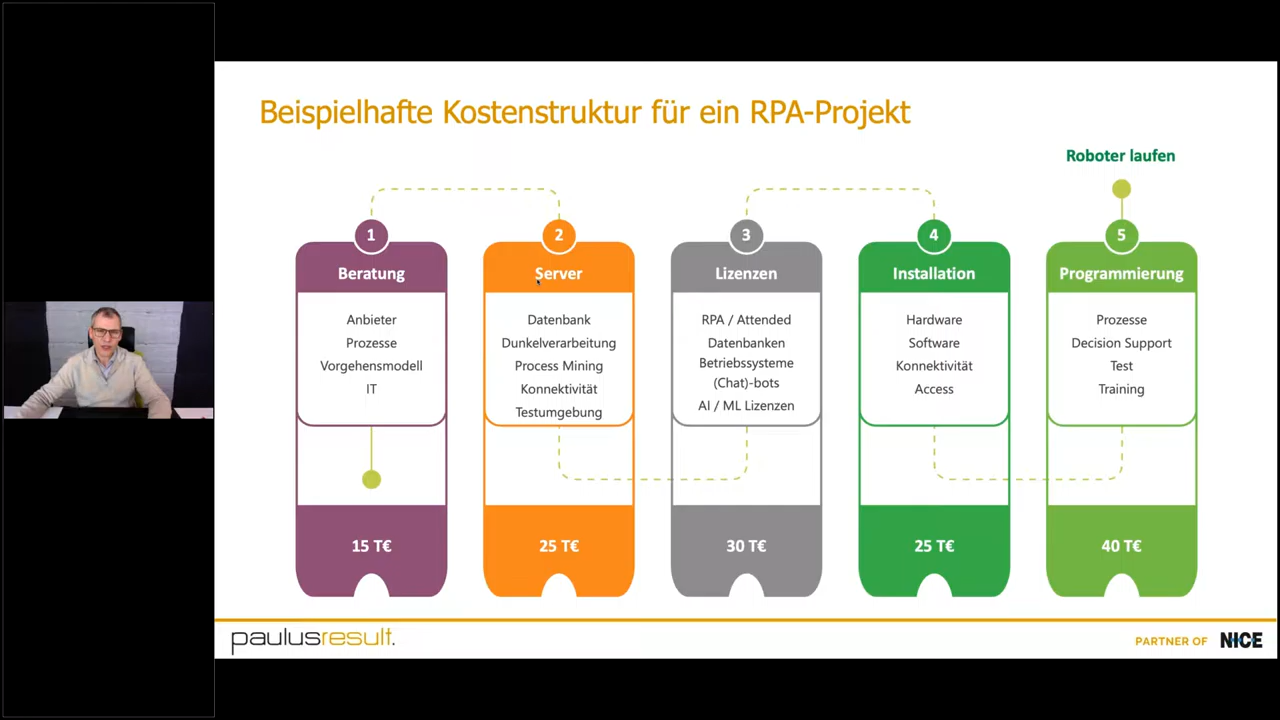 Beispielhafte Kostenstruktur für ein RPA-Projekt
Roboter laufen
1
Beratung
Anbieter
Prozesse
Vorgehensmodell
IT
15 T€
2
Server
Datenbank
Dunkelverarbeitung
Process Mining
Konnektivität
Testumgebung
25 T€
3
Lizenzen
RPA / Attended
Datenbanken
Betriebssysteme
(Chat)-bots
AI / ML Lizenzen
30 T€
4
Installation
Hardware
Software
Konnektivität
Access
25 T€
5
Programmierung
Prozesse
Decision Support
Test
Training
40 T€
paulusresult.
PARTNER OF NICE